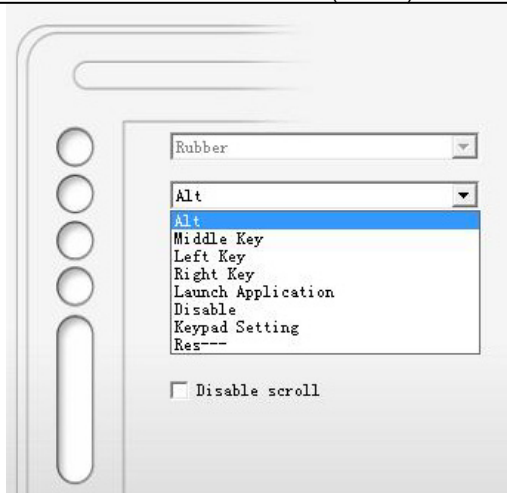 Rubber
Alt
Alt
Middle Key
Left Key
Right Key
Launch Application
Disable
Keypad Setting
Res---
Disable scroll